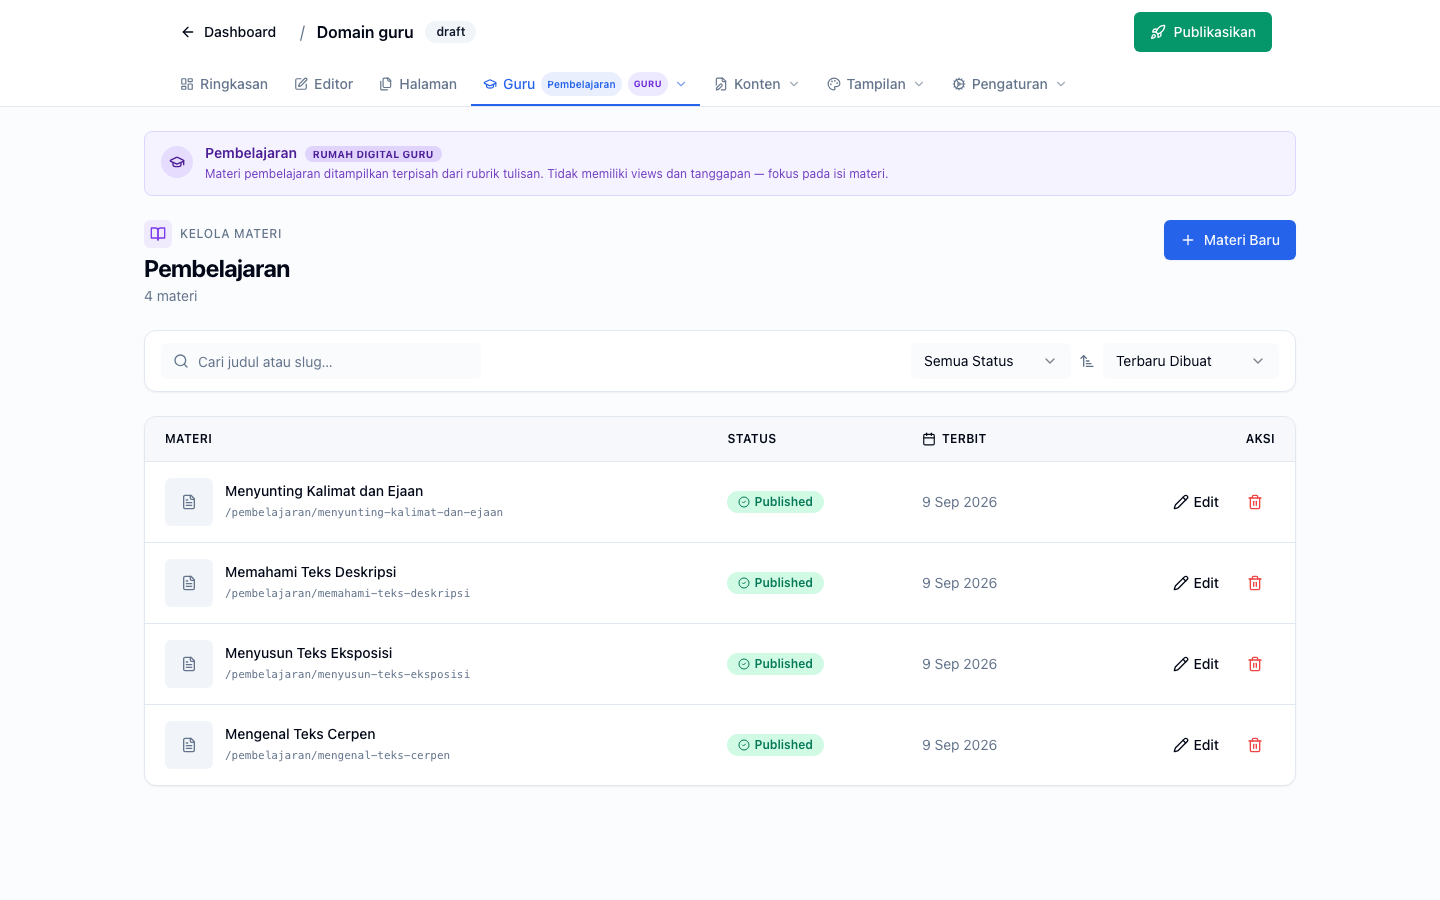 Dashboard / Domain guru draft Publikasikan
Ringkasan Editor Halaman Guru Pembelajaran GURU Konten Tampilan Pengaturan
Pembelajaran RUMAH DIGITAL GURU
Materi pembelajaran ditampilkan terpisah dari rubrik tulisan. Tidak memiliki views dan tanggapan — fokus pada isi materi.
KELOLA MATERI
Materi Baru
Pembelajaran
4 materi
Cari judul atau slug... Semua Status Terbaru Dibuat
MATERI STATUS TERBIT AKSI
Menyunting Kalimat dan Ejaan
/pembelajaran/menyunting-kalimat-dan-ejaan
Published 9 Sep 2026 Edit
Memahami Teks Deskripsi
/pembelajaran/memahami-teks-deskripsi
Published 9 Sep 2026 Edit
Menyusun Teks Eksposisi
/pembelajaran/menyusun-teks-eksposisi
Published 9 Sep 2026 Edit
Mengenal Teks Cerpen
/pembelajaran/mengenal-teks-cerpen
Published 9 Sep 2026 Edit